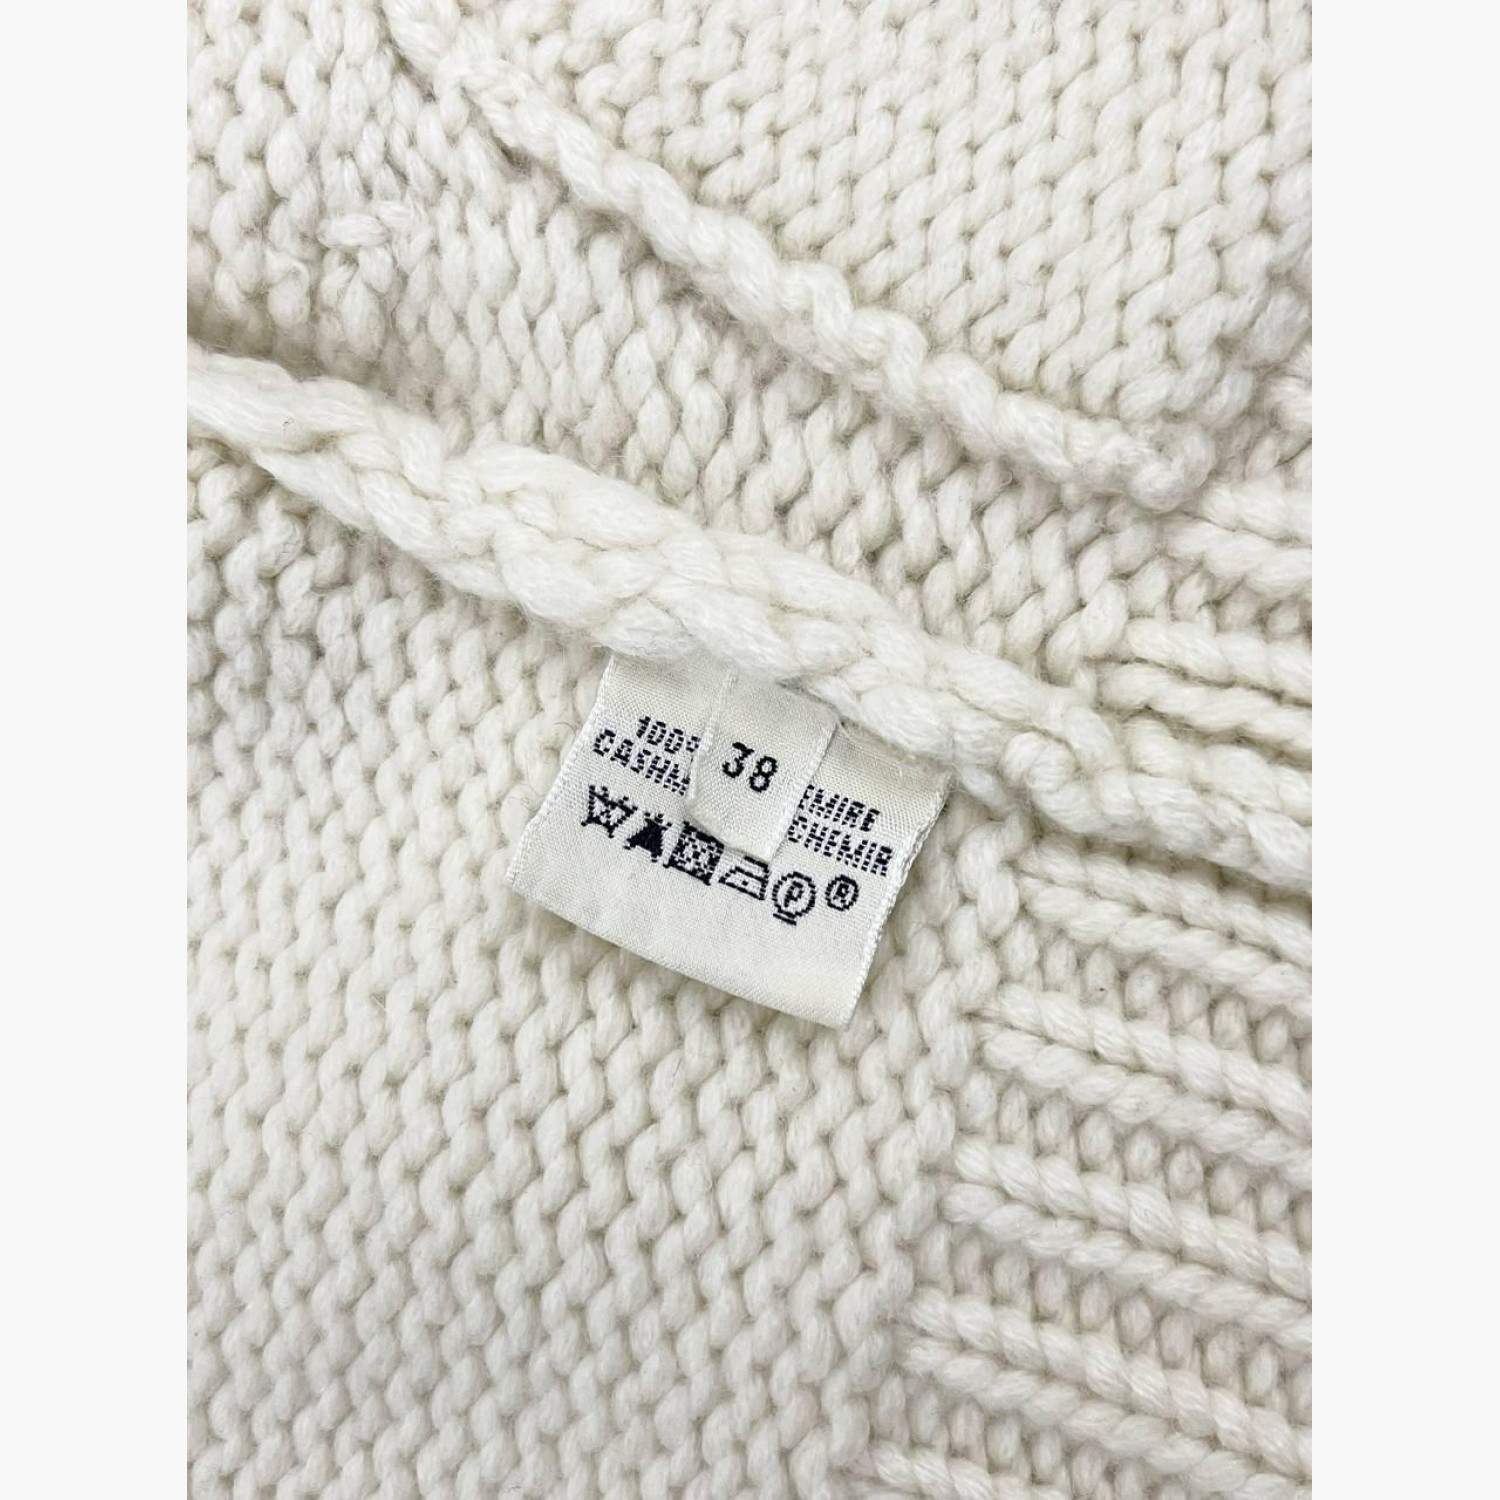 100%
CASHM
38
EMIRE
CHEMIR
P ®